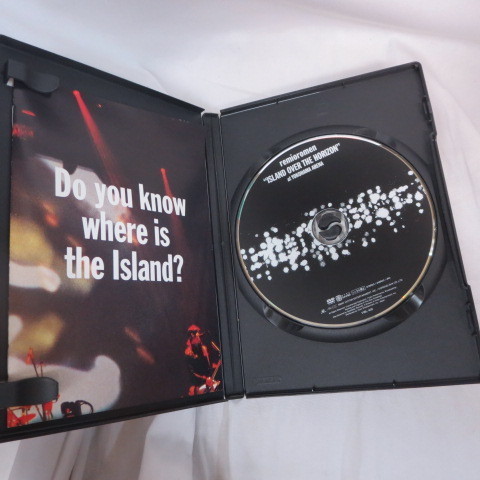 Do you know
where is
the Island?
remioromen
"ISLAND OVER THE HORIZON"
at YOKOHAMA ARENA
DVD